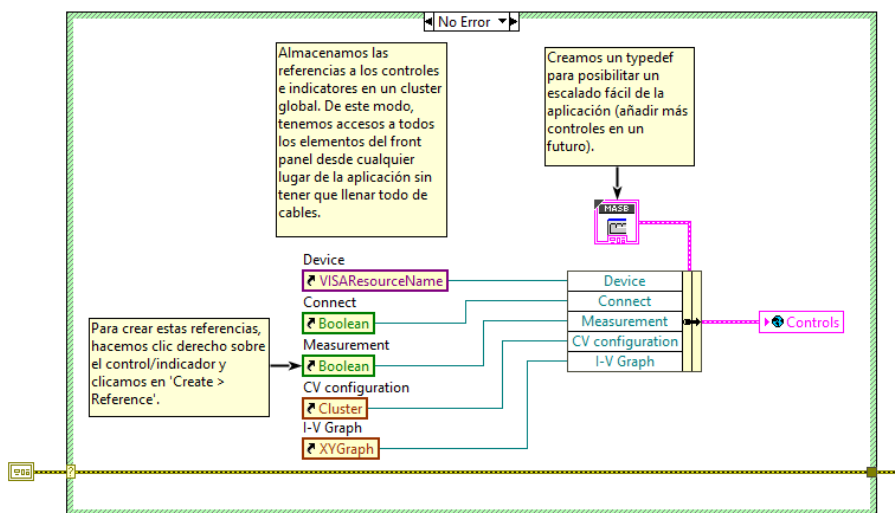 No Error
Almacenamos las
referencias a los controles
e indicatores en un cluster
global. De este modo,
tenemos accesos a todos
los elementos del front
panel desde cualquier
lugar de la aplicación sin
tener que llenar todo de
cables.
Creamos un typedef
para posibilitar un
escalado fácil de la
aplicación (añadir más
controles en un
futuro).
MASB
Device
VISAResourceName
Connect
Boolean
Measurement
Boolean
CV configuration
Cluster
I-V Graph
XYGraph
Para crear estas referencias,
hacemos clic derecho sobre
el control/indicador y
clicamos en 'Create >
Reference'.
Device
Connect
Measurement
CV configuration
I-V Graph
Controls
?